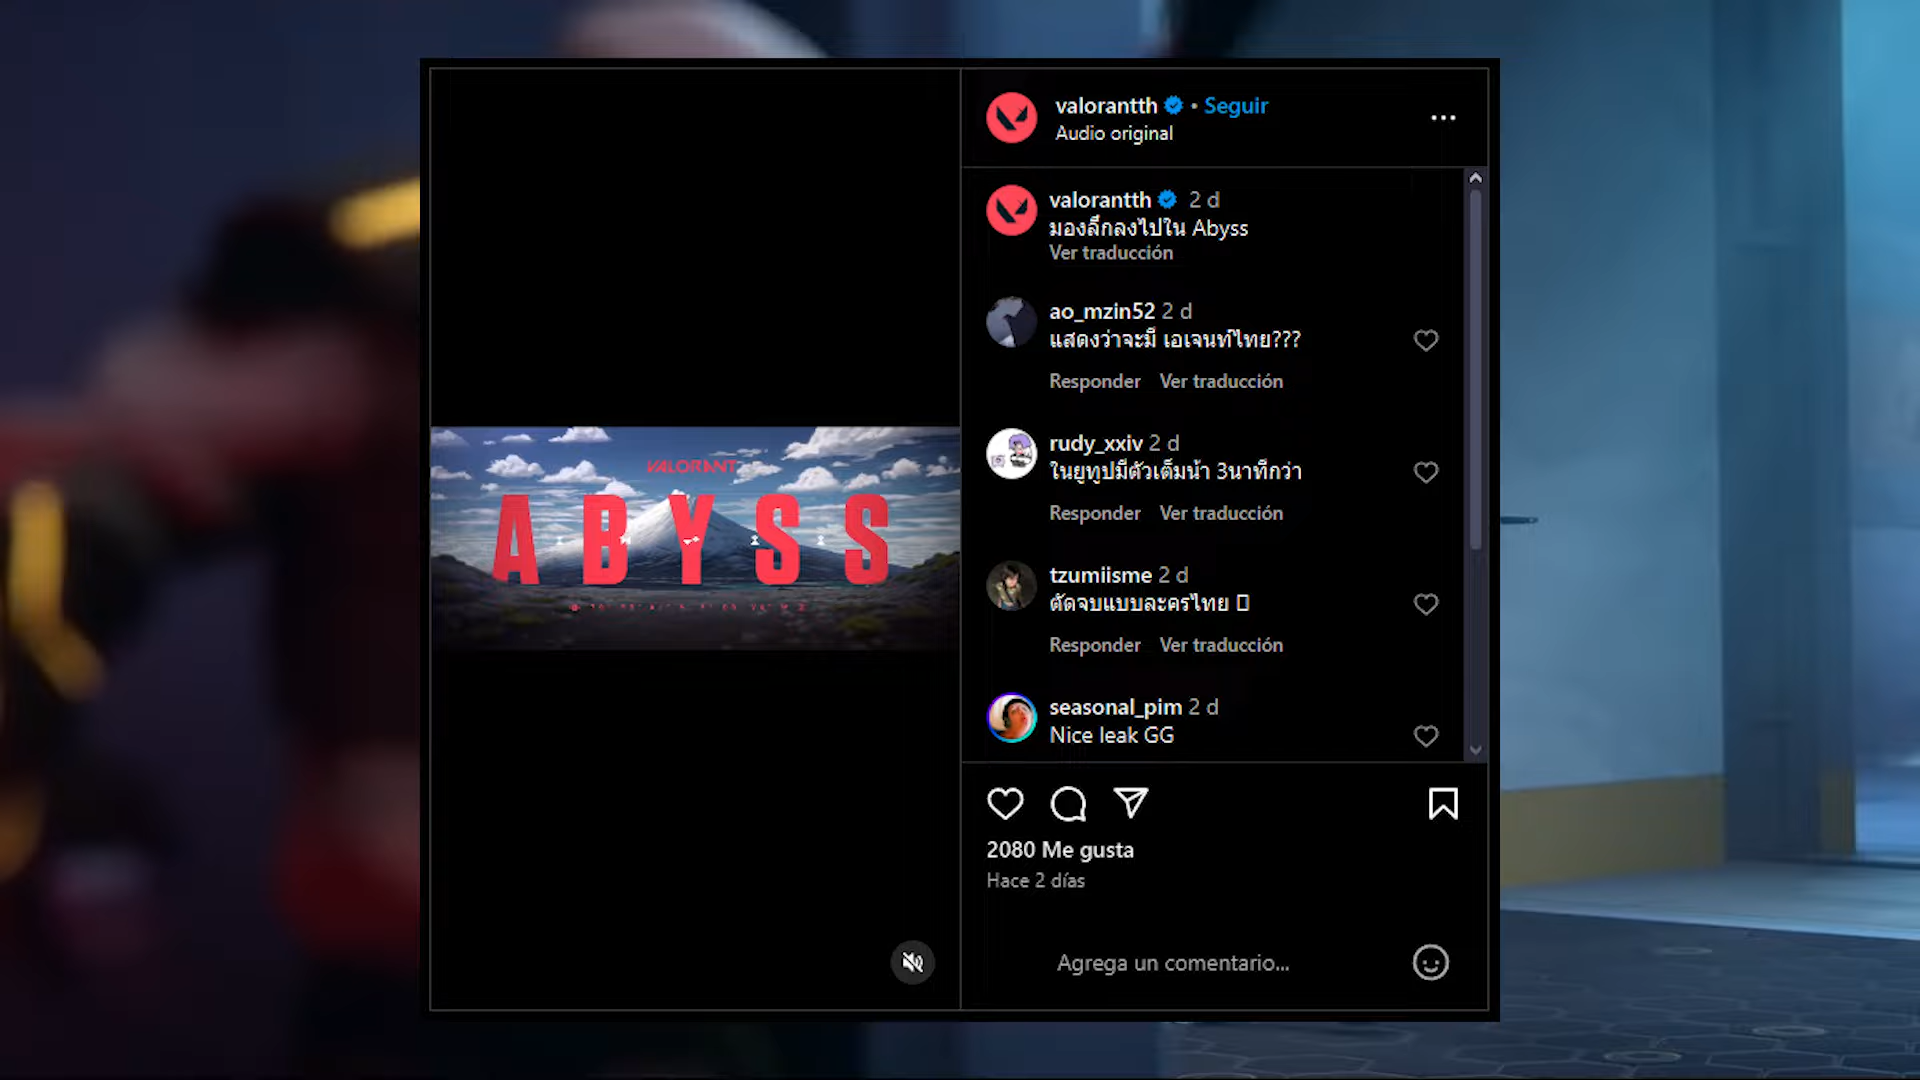 VALORANT
ABYSS
valorantth • Seguir
Audio original
valorantth 2 d
มองลึกลงไปใน Abyss
Ver traducción
ao_mzin52 2 d
แสดงว่าจะมี เอเจนท์ไทย???
Responder Ver traducción
rudy_xxiv 2 d
ในยูทูปมีตัวเต็มน้า 3นาทีกว่า
Responder Ver traducción
tzumiisme 2 d
ตัดจบแบบละครไทย
Responder Ver traducción
seasonal_pim 2 d
Nice leak GG
2080 Me gusta
Hace 2 días
Agrega un comentario...